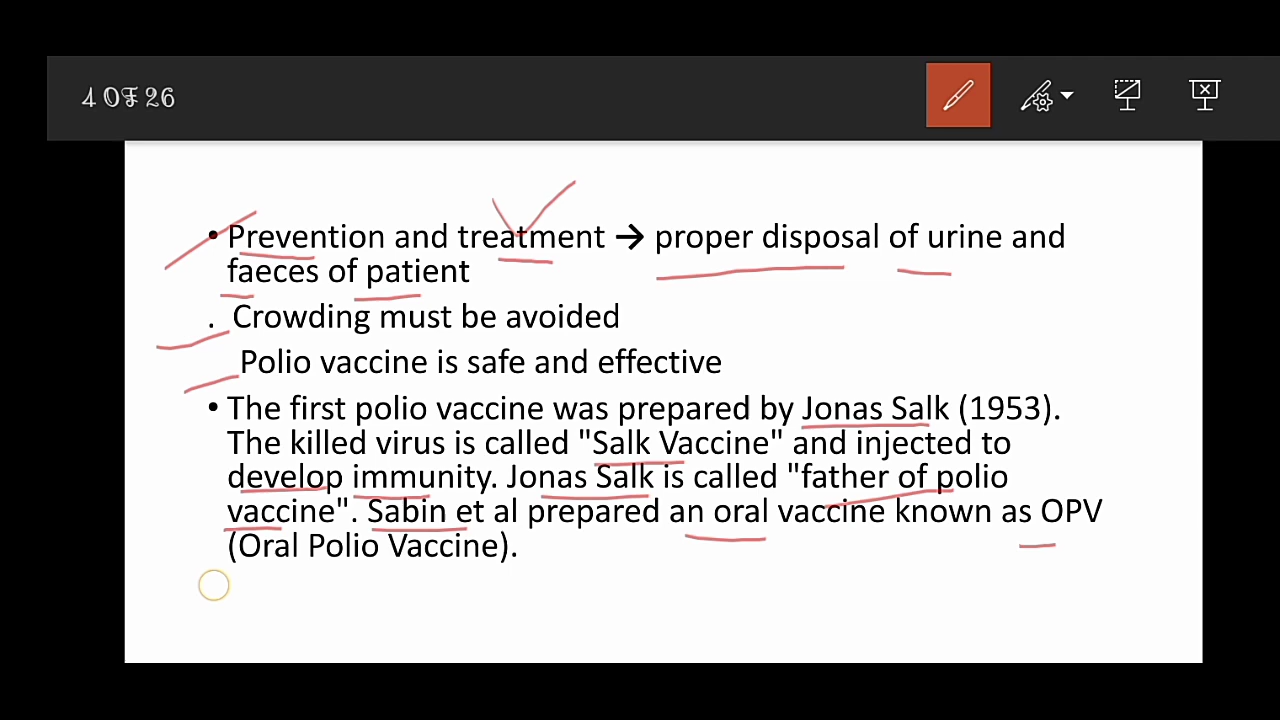 4 OF 26
• Prevention and treatment → proper disposal of urine and
faeces of patient
. Crowding must be avoided
Polio vaccine is safe and effective
• The first polio vaccine was prepared by Jonas Salk (1953).
The killed virus is called "Salk Vaccine" and injected to
develop immunity. Jonas Salk is called "father of polio
vaccine". Sabin et al prepared an oral vaccine known as OPV
(Oral Polio Vaccine).